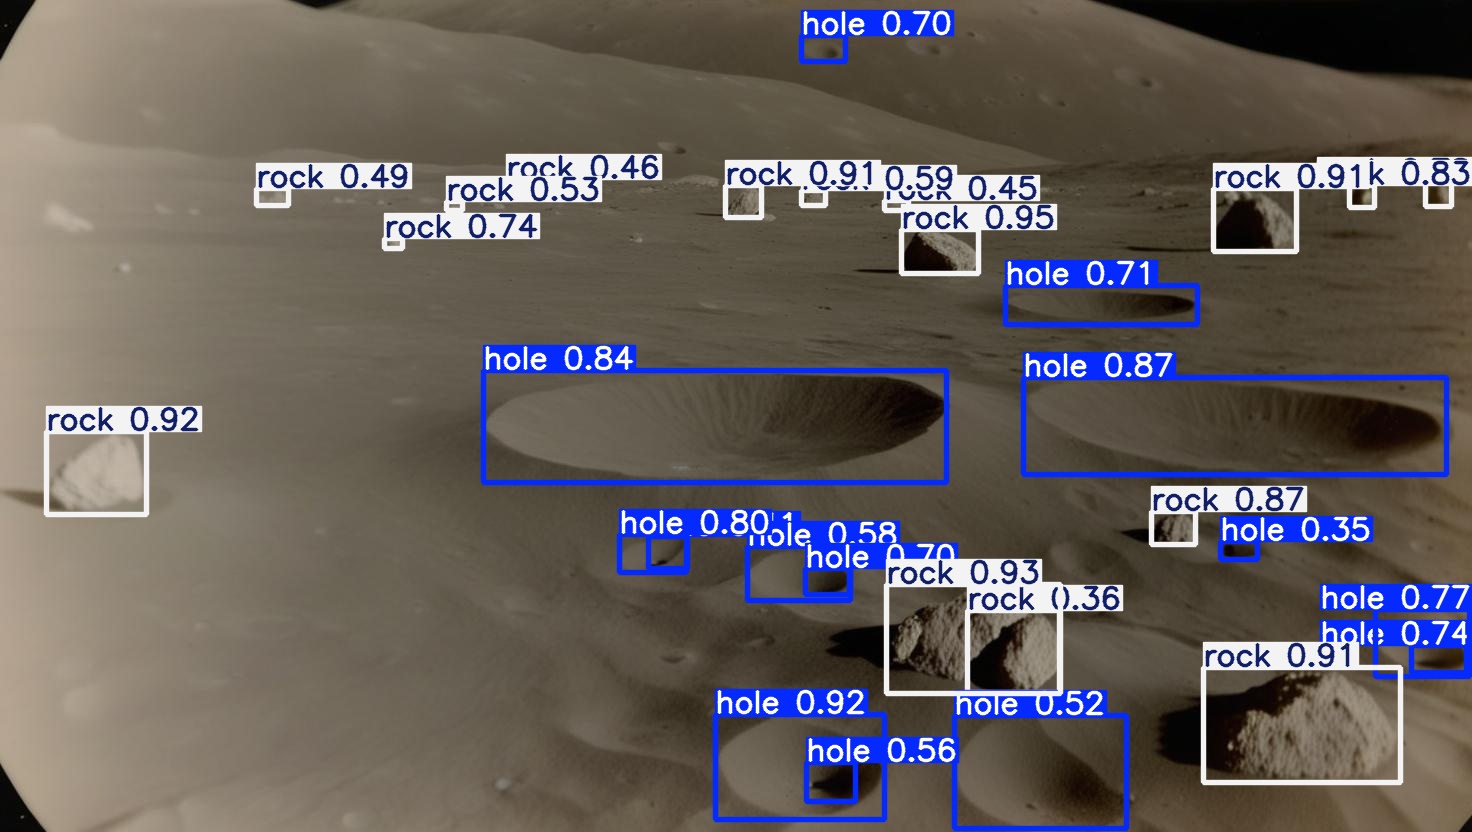 hole 0.70
rock 0.49
rock 0.46
rock 0.53
rock 0.74
rock 0.91
0.59
rock 0.45
rock 0.95
rock 0.91
k 0.83
hole 0.71
hole 0.84
hole 0.87
rock 0.92
rock 0.87
hole 0.35
hole 0.80
hole 0.58
hole 0.70
rock 0.93
rock 0.36
hole 0.77
hole 0.74
rock 0.91
hole 0.92
hole 0.52
hole 0.56